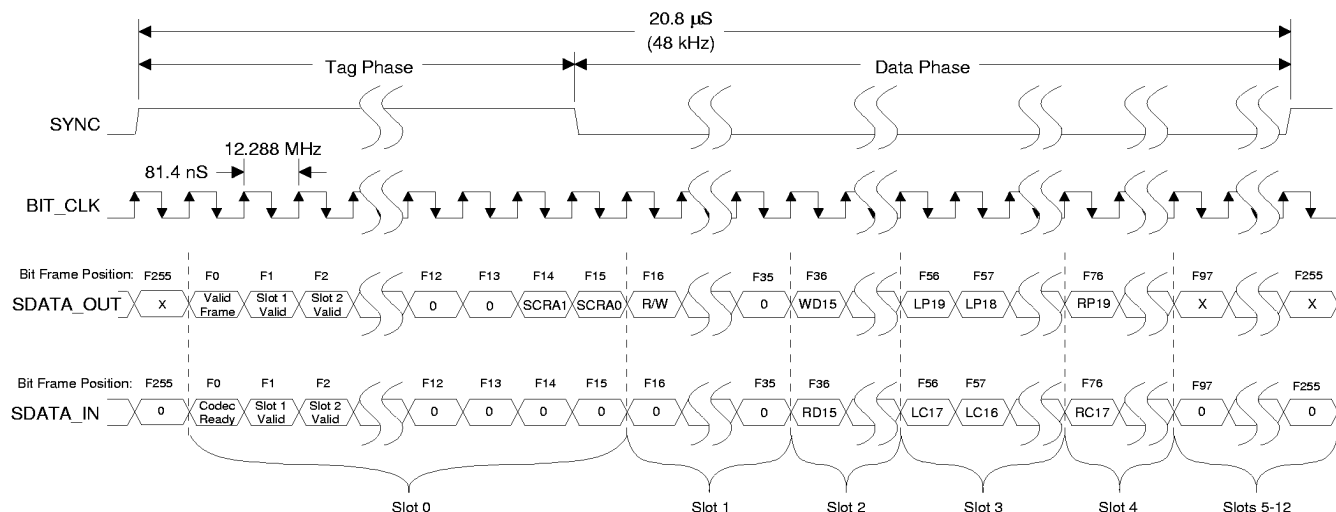 20.8 µS
(48 kHz)
Tag Phase
Data Phase
SYNC
12.288 MHz
81.4 nS
BIT_CLK
Bit Frame Position: F255 F0 F1 F2 F12 F13 F14 F15 F16 F35 F36 F56 F57 F76 F97 F255
SDATA_OUT X Valid Frame Slot 1 Valid Slot 2 Valid 0 0 SCRA1 SCRA0 R/W 0 WD15 LP19 LP18 RP19 X X
Bit Frame Position: F255 F0 F1 F2 F12 F13 F14 F15 F16 F35 F36 F56 F57 F76 F97 F255
SDATA_IN 0 Codec Ready Slot 1 Valid Slot 2 Valid 0 0 0 0 0 0 RD15 LC17 LC16 RC17 0 0
Slot 0 Slot 1 Slot 2 Slot 3 Slot 4 Slots 5-12